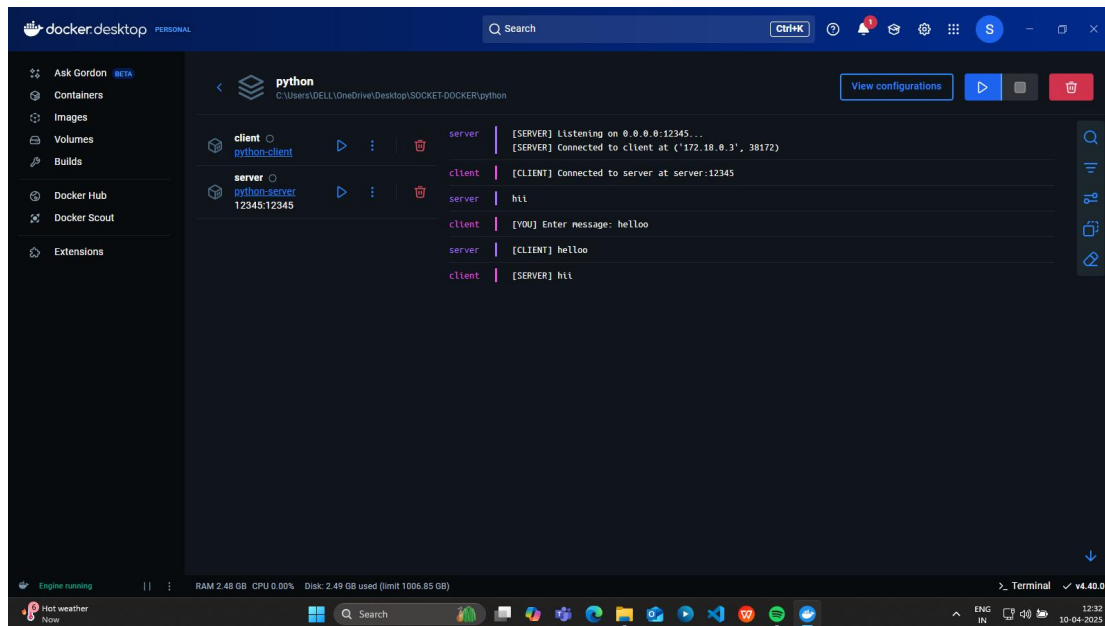 docker.desktop PERSONAL
Search
Ctrl+K
1
S
Ask Gordon BETA
Containers
Images
Volumes
Builds
Docker Hub
Docker Scout
Extensions
python
C:\Users\DELL\OneDrive\Desktop\SOCKET-DOCKER\python
View configurations
client
python-client
server
python-server
12345:12345
server [SERVER] Listening on 0.0.0.0:12345...
[SERVER] Connected to client at ('172.18.0.3', 38172)
client [CLIENT] Connected to server at server:12345
server hii
client [YOU] Enter message: helloo
server [CLIENT] helloo
client [SERVER] hii
Engine running
RAM 2.48 GB CPU 0.00% Disk: 2.49 GB used (limit 1006.85 GB)
>_ Terminal
v4.40.0
6
Hot weather
Now
Search
ENG
IN
12:32
10-04-2025